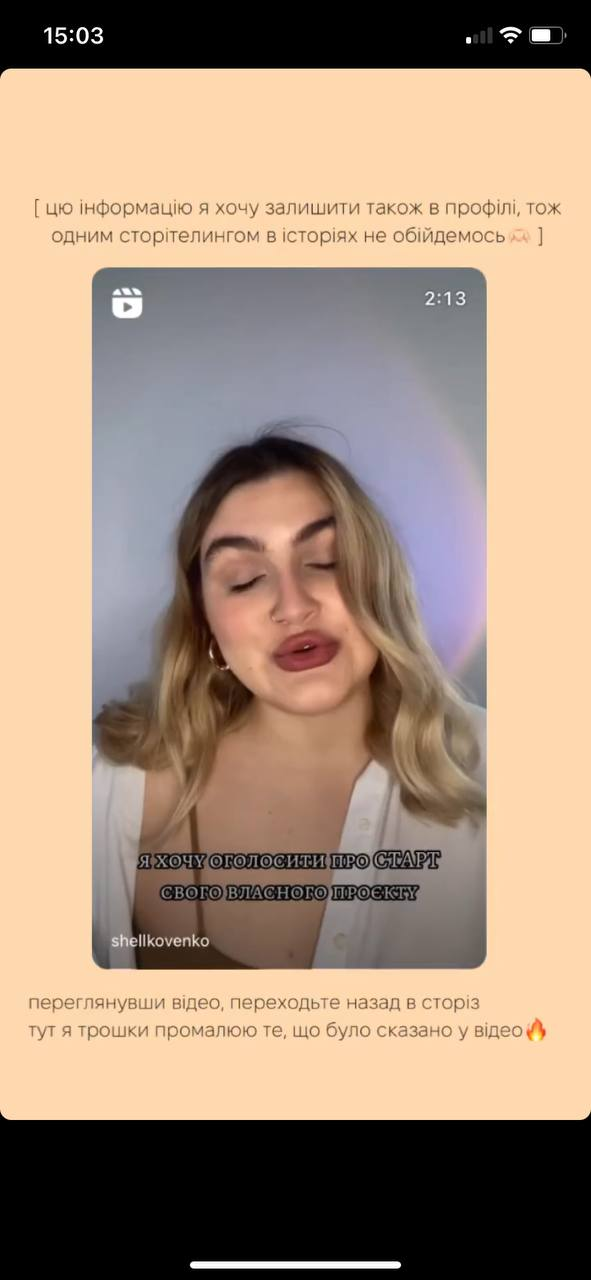 15:03
[ цю інформацію я хочу залишити також в профілі, тож
одним сторітелингом в історіях не обійдемось🫶🏻 ]
2:13
Я ХОЧУ ОГОЛОСИТИ ПРО СТАРТ
СВОГО ВЛАСНОГО ПРОЄКТУ
shellkovenko
переглянувши відео, переходьте назад в сторіз
тут я трошки промалюю те, що було сказано у відео🔥